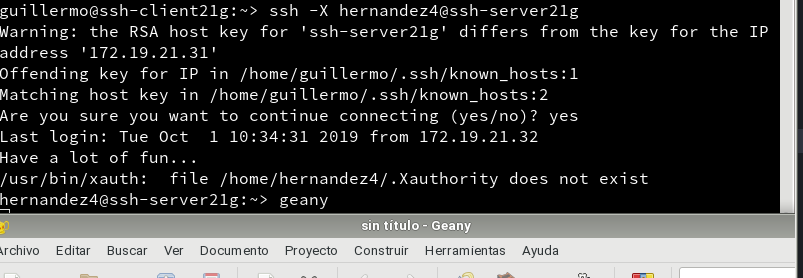 guillermo@ssh-client21g:~> ssh -X hernandez4@ssh-server21g
Warning: the RSA host key for 'ssh-server21g' differs from the key for the IP
address '172.19.21.31'
Offending key for IP in /home/guillermo/.ssh/known_hosts:1
Matching host key in /home/guillermo/.ssh/known_hosts:2
Are you sure you want to continue connecting (yes/no)? yes
Last login: Tue Oct  1 10:34:31 2019 from 172.19.21.32
Have a lot of fun...
/usr/bin/xauth:  file /home/hernandez4/.Xauthority does not exist
hernandez4@ssh-server21g:~> geany
sin título - Geany
Archivo Editar Buscar Ver Documento Proyecto Construir Herramientas Ayuda